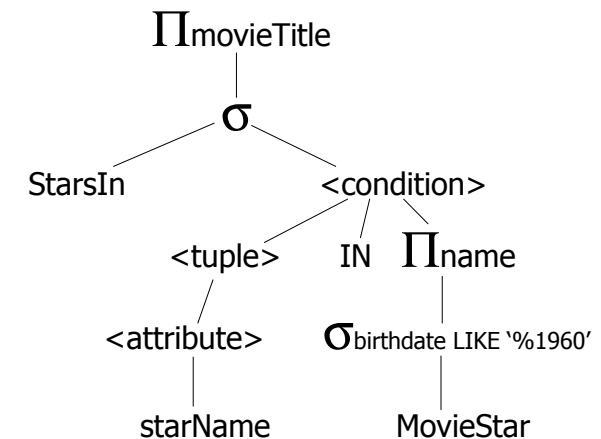 ΠmovieTitle
σ
StarsIn <condition>
<tuple> IN Πname
<attribute> σbirthdate LIKE ‘%1960’
starName MovieStar